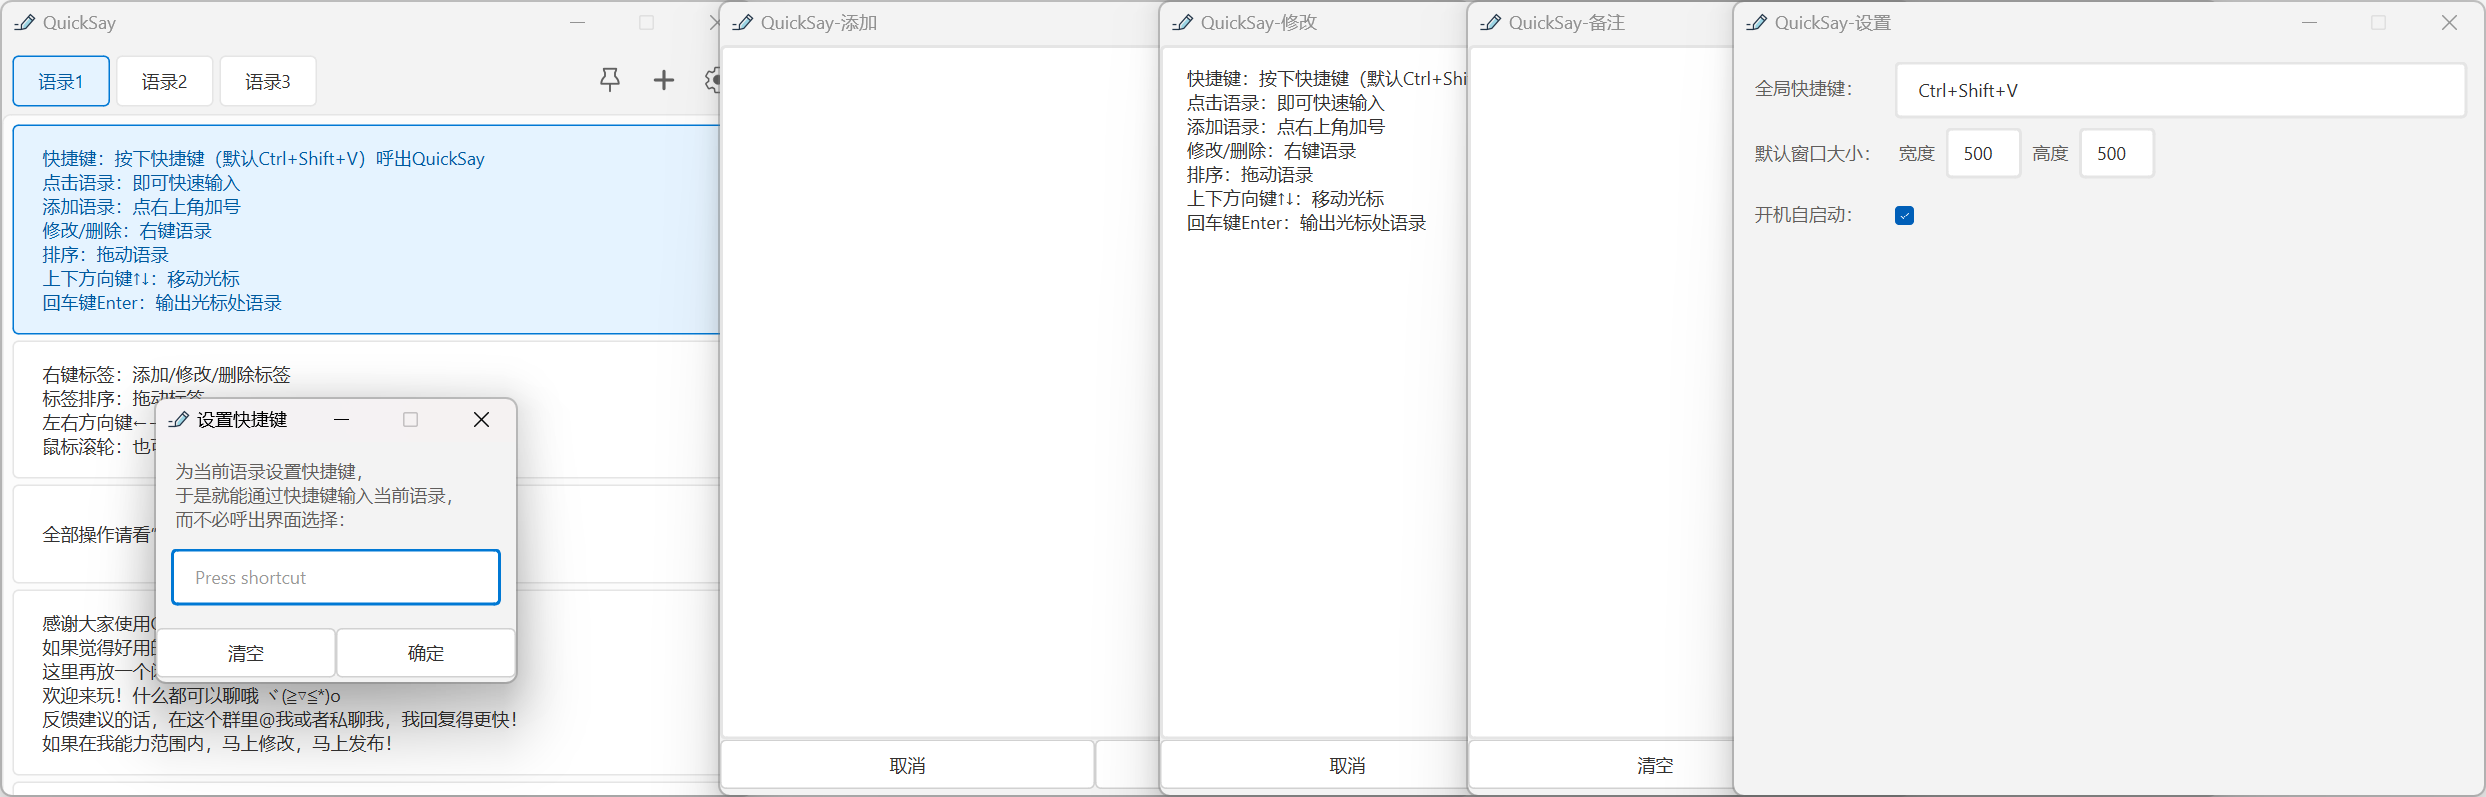 QuickSay
语录1
语录2
语录3
快捷键：按下快捷键（默认Ctrl+Shift+V）呼出QuickSay
点击语录：即可快速输入
添加语录：点右上角加号
修改/删除：右键语录
排序：拖动语录
上下方向键↑↓：移动光标
回车键Enter：输出光标处语录
右键标签：添加/修改/删除标签
标签排序：拖动标签
左右方向键←
鼠标滚轮：也
全部操作请看“
感谢大家使用
如果觉得好用
这里再放一个
欢迎来玩！什么都可以聊哦 ヾ(≧▽≦*)o
反馈建议的话，在这个群里@我或者私聊我，我回复得更快！
如果在我能力范围内，马上修改，马上发布！
设置快捷键
为当前语录设置快捷键，
于是就能通过快捷键输入当前语录，
而不必呼出界面选择：
Press shortcut
清空
确定
QuickSay-添加
取消
QuickSay-修改
快捷键：按下快捷键（默认Ctrl+Shi
点击语录：即可快速输入
添加语录：点右上角加号
修改/删除：右键语录
排序：拖动语录
上下方向键↑↓：移动光标
回车键Enter：输出光标处语录
取消
QuickSay-备注
清空
QuickSay-设置
全局快捷键：
Ctrl+Shift+V
默认窗口大小：
宽度
500
高度
500
开机自启动：